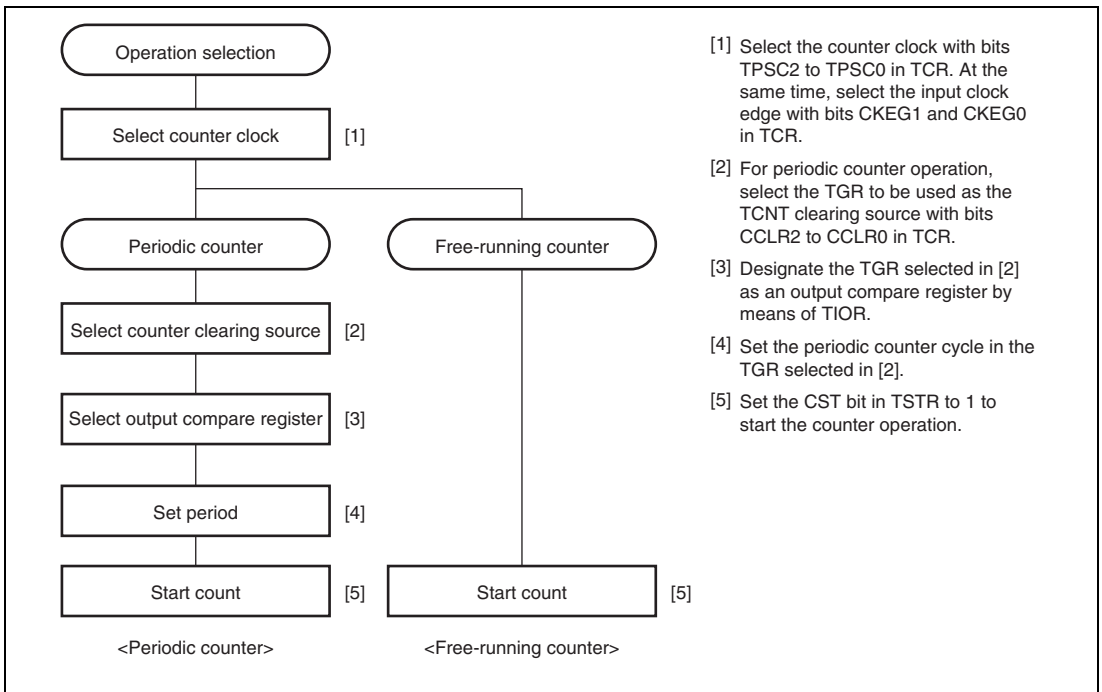 Operation selection
Select counter clock [1]
Periodic counter
Free-running counter
Select counter clearing source [2]
Select output compare register [3]
Set period [4]
Start count [5]
Start count [5]
<Periodic counter>
<Free-running counter>
[1] Select the counter clock with bits
TPSC2 to TPSC0 in TCR. At the
same time, select the input clock
edge with bits CKEG1 and CKEG0
in TCR.
[2] For periodic counter operation,
select the TGR to be used as the
TCNT clearing source with bits
CCLR2 to CCLR0 in TCR.
[3] Designate the TGR selected in [2]
as an output compare register by
means of TIOR.
[4] Set the periodic counter cycle in the
TGR selected in [2].
[5] Set the CST bit in TSTR to 1 to
start the counter operation.